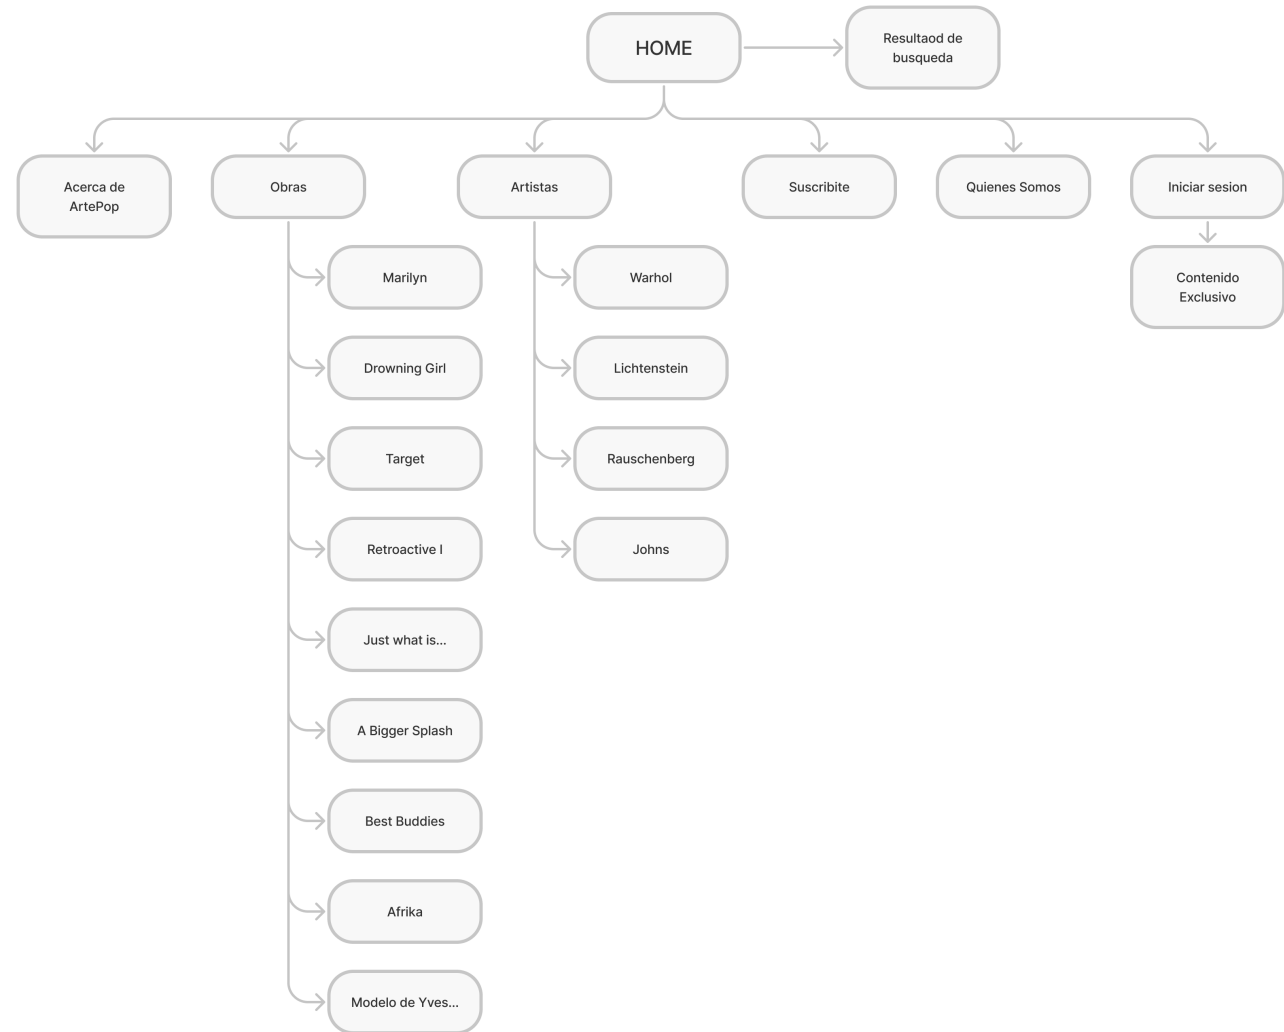 HOME
Resultaod de
busqueda
Acerca de
ArtePop
Obras
Artistas
Suscribite
Quienes Somos
Iniciar sesion
Marilyn
Warhol
Contenido
Exclusivo
Drowning Girl
Lichtenstein
Target
Rauschenberg
Retroactive I
Johns
Just what is...
A Bigger Splash
Best Buddies
Afrika
Modelo de Yves...